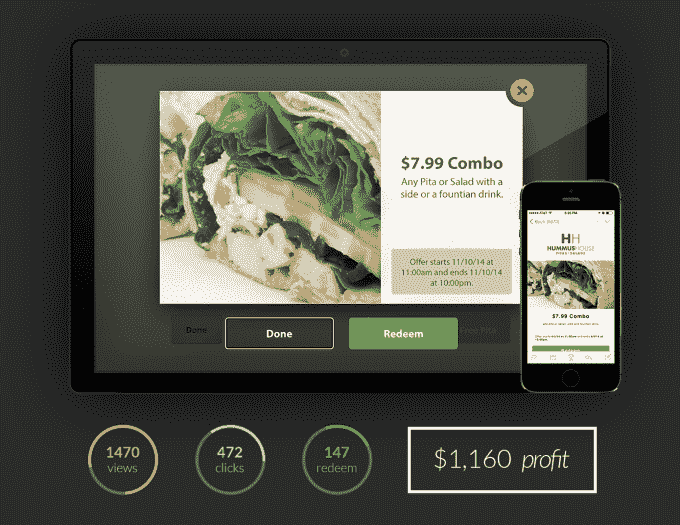 $7.99 Combo
Any Pita or Salad with a
side or a fountian drink.
Offer starts 11/10/14 at
11:00am and ends 11/10/14
at 10:00pm.
Done
Done
Redeem
HH
HUMMUSHOUSE
$7.99 Combo
Redeem
1470
views
472
clicks
147
redeem
$1,160 profit